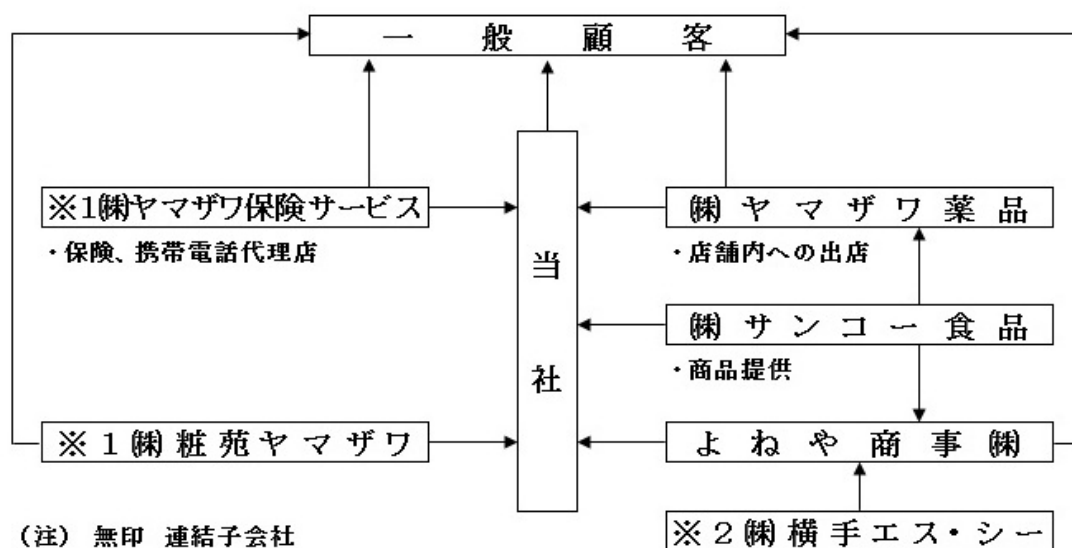 一般顧客
※1㈱ヤマザワ保険サービス
・保険、携帯電話代理店
㈱ヤマザワ薬品
・店舗内への出店
当社
㈱サンコー食品
・商品提供
※1㈱粧苑ヤマザワ
よねや商事㈱
※2㈱横手エス・シー
(注) 無印 連結子会社